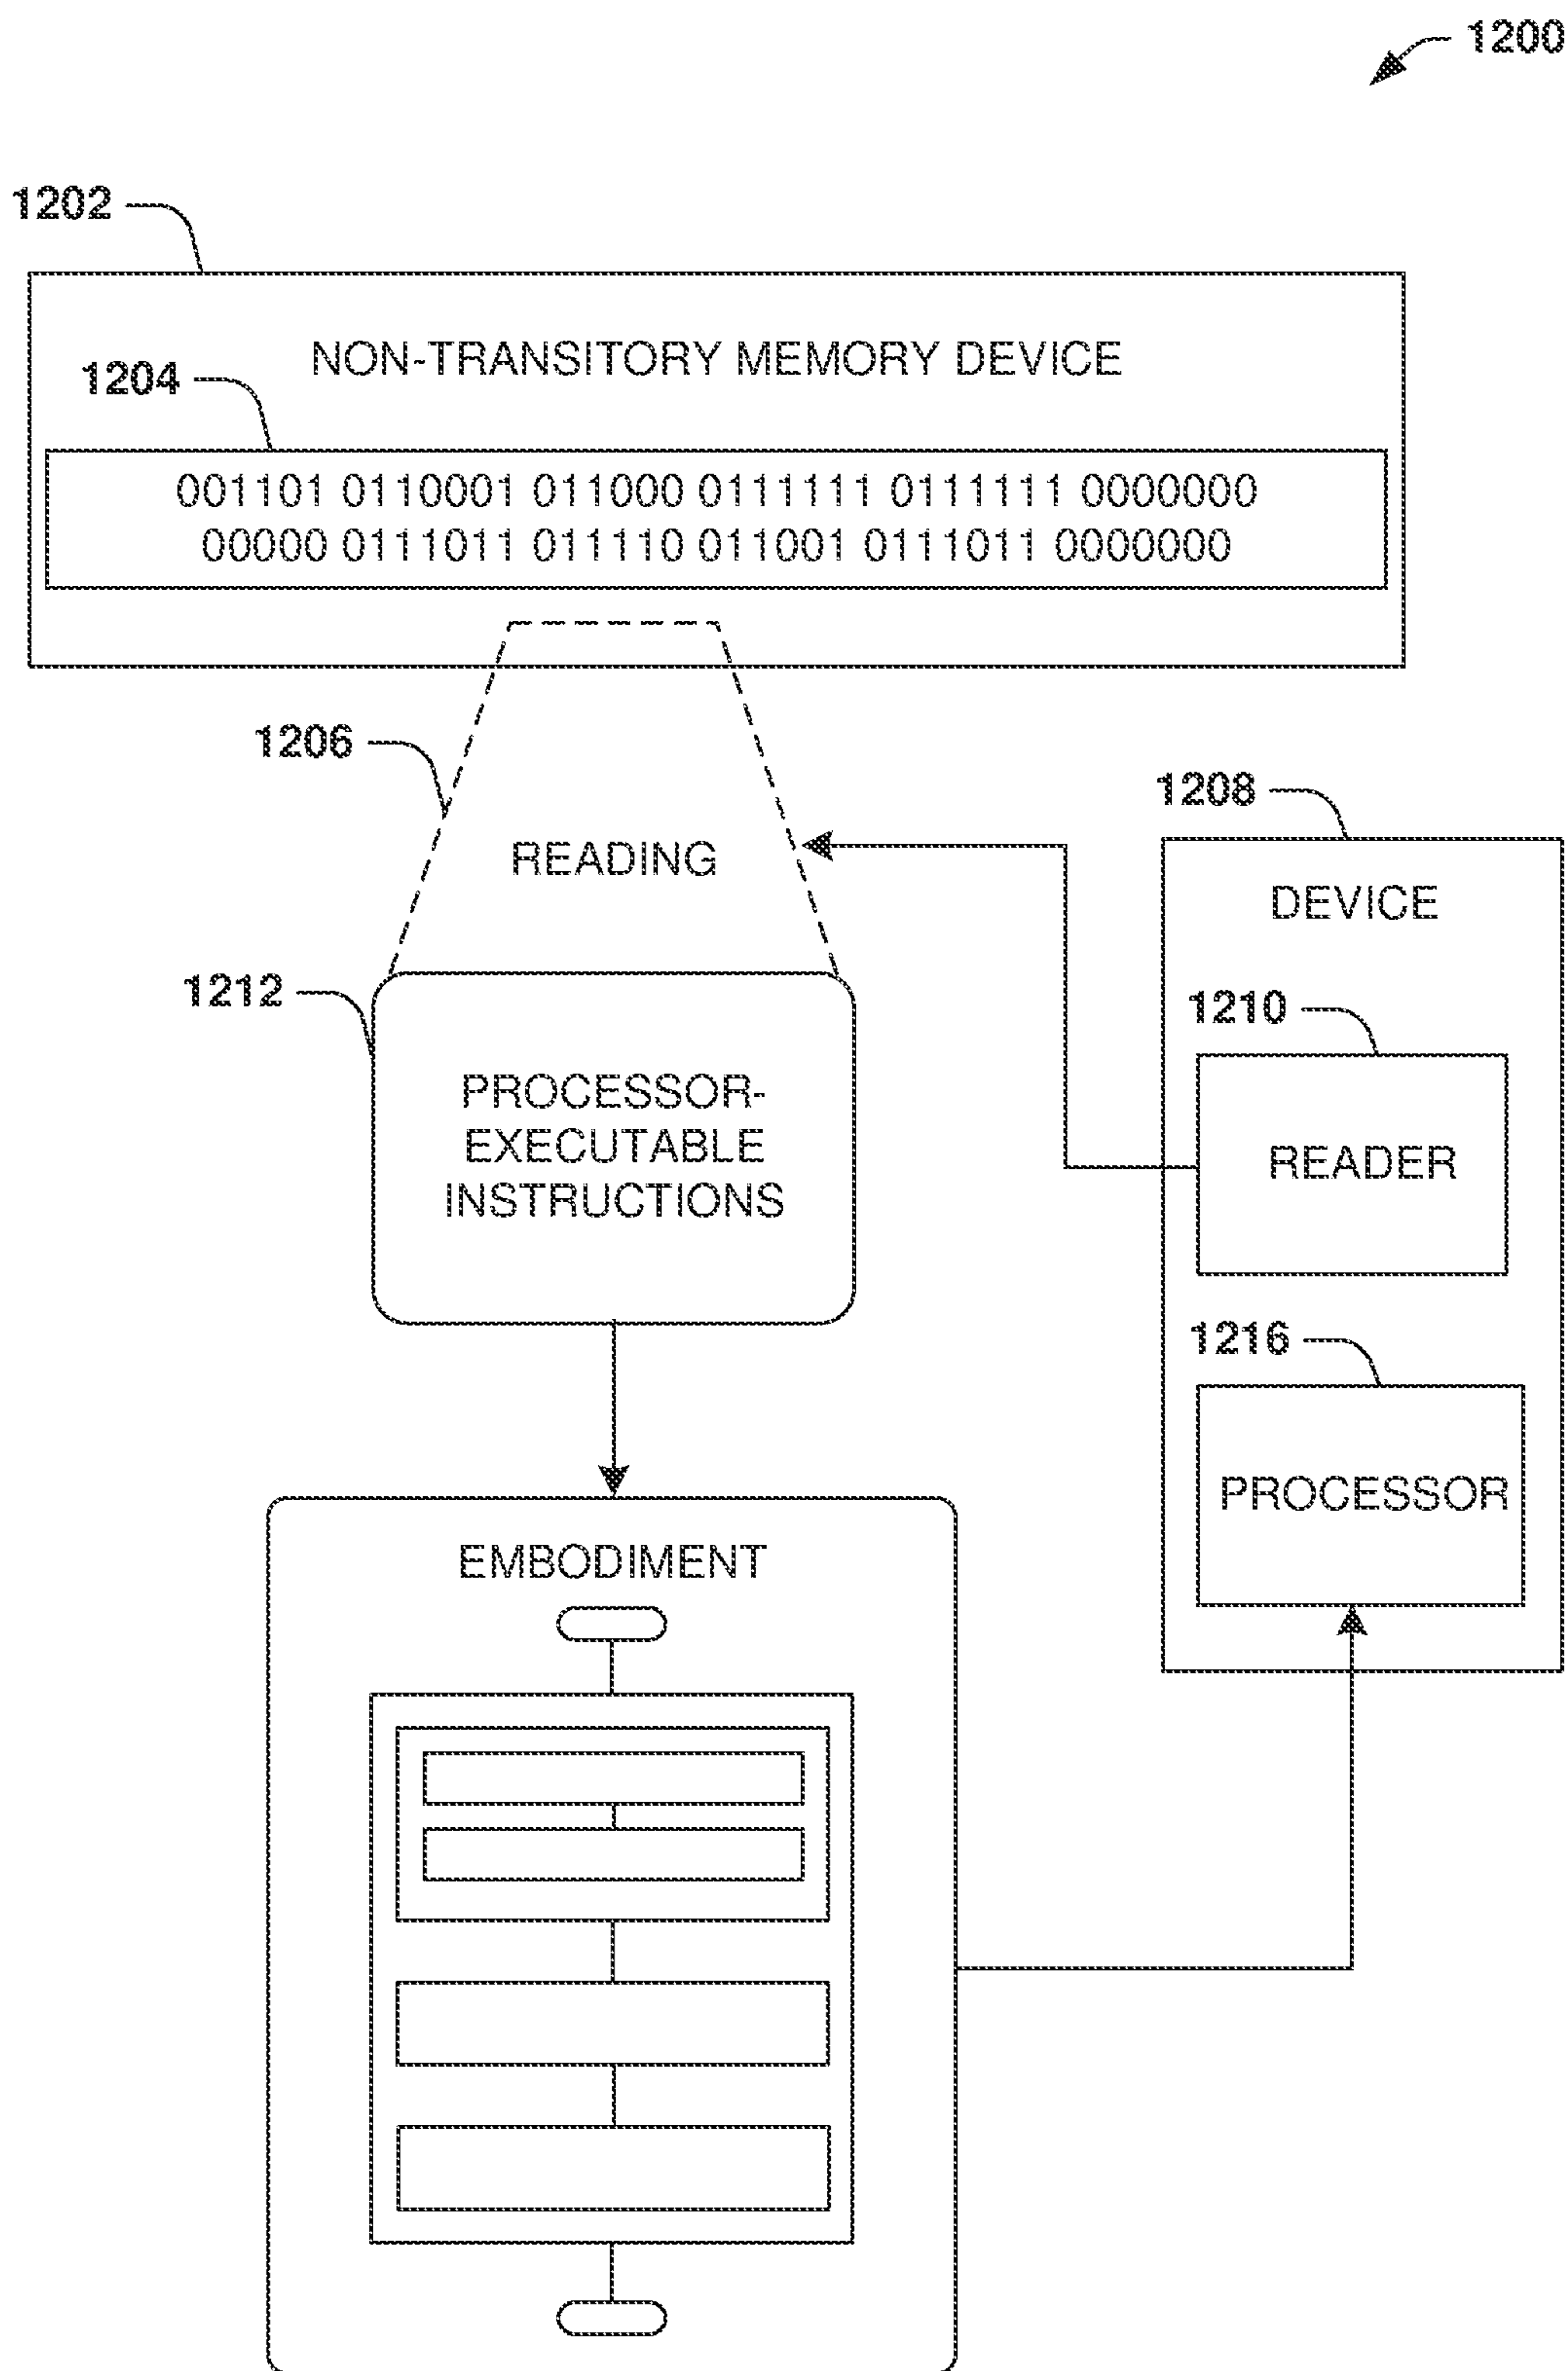 1200
1202
NON-TRANSITORY MEMORY DEVICE
1204
001101 0110001 011000 0111111 0111111 0000000
00000 0111011 011110 011001 0111011 0000000
1206
READING
1208
DEVICE
1210
READER
1212
PROCESSOR-
EXECUTABLE
INSTRUCTIONS
1216
PROCESSOR
EMBODIMENT